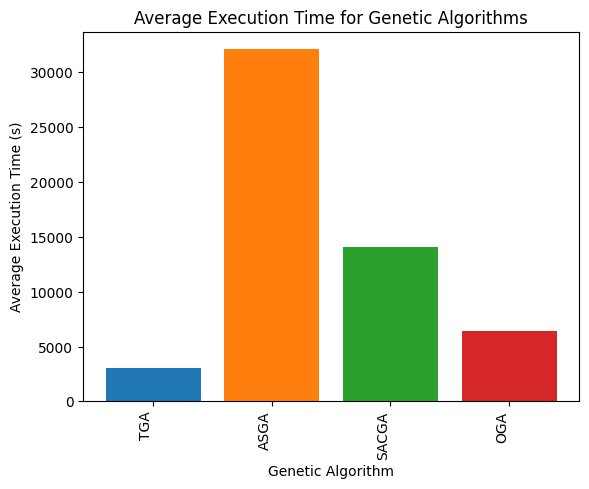 Average Execution Time for Genetic Algorithms
Average Execution Time (s)
30000
25000
20000
15000
10000
5000
0
TGA
ASGA
SACGA
OGA
Genetic Algorithm